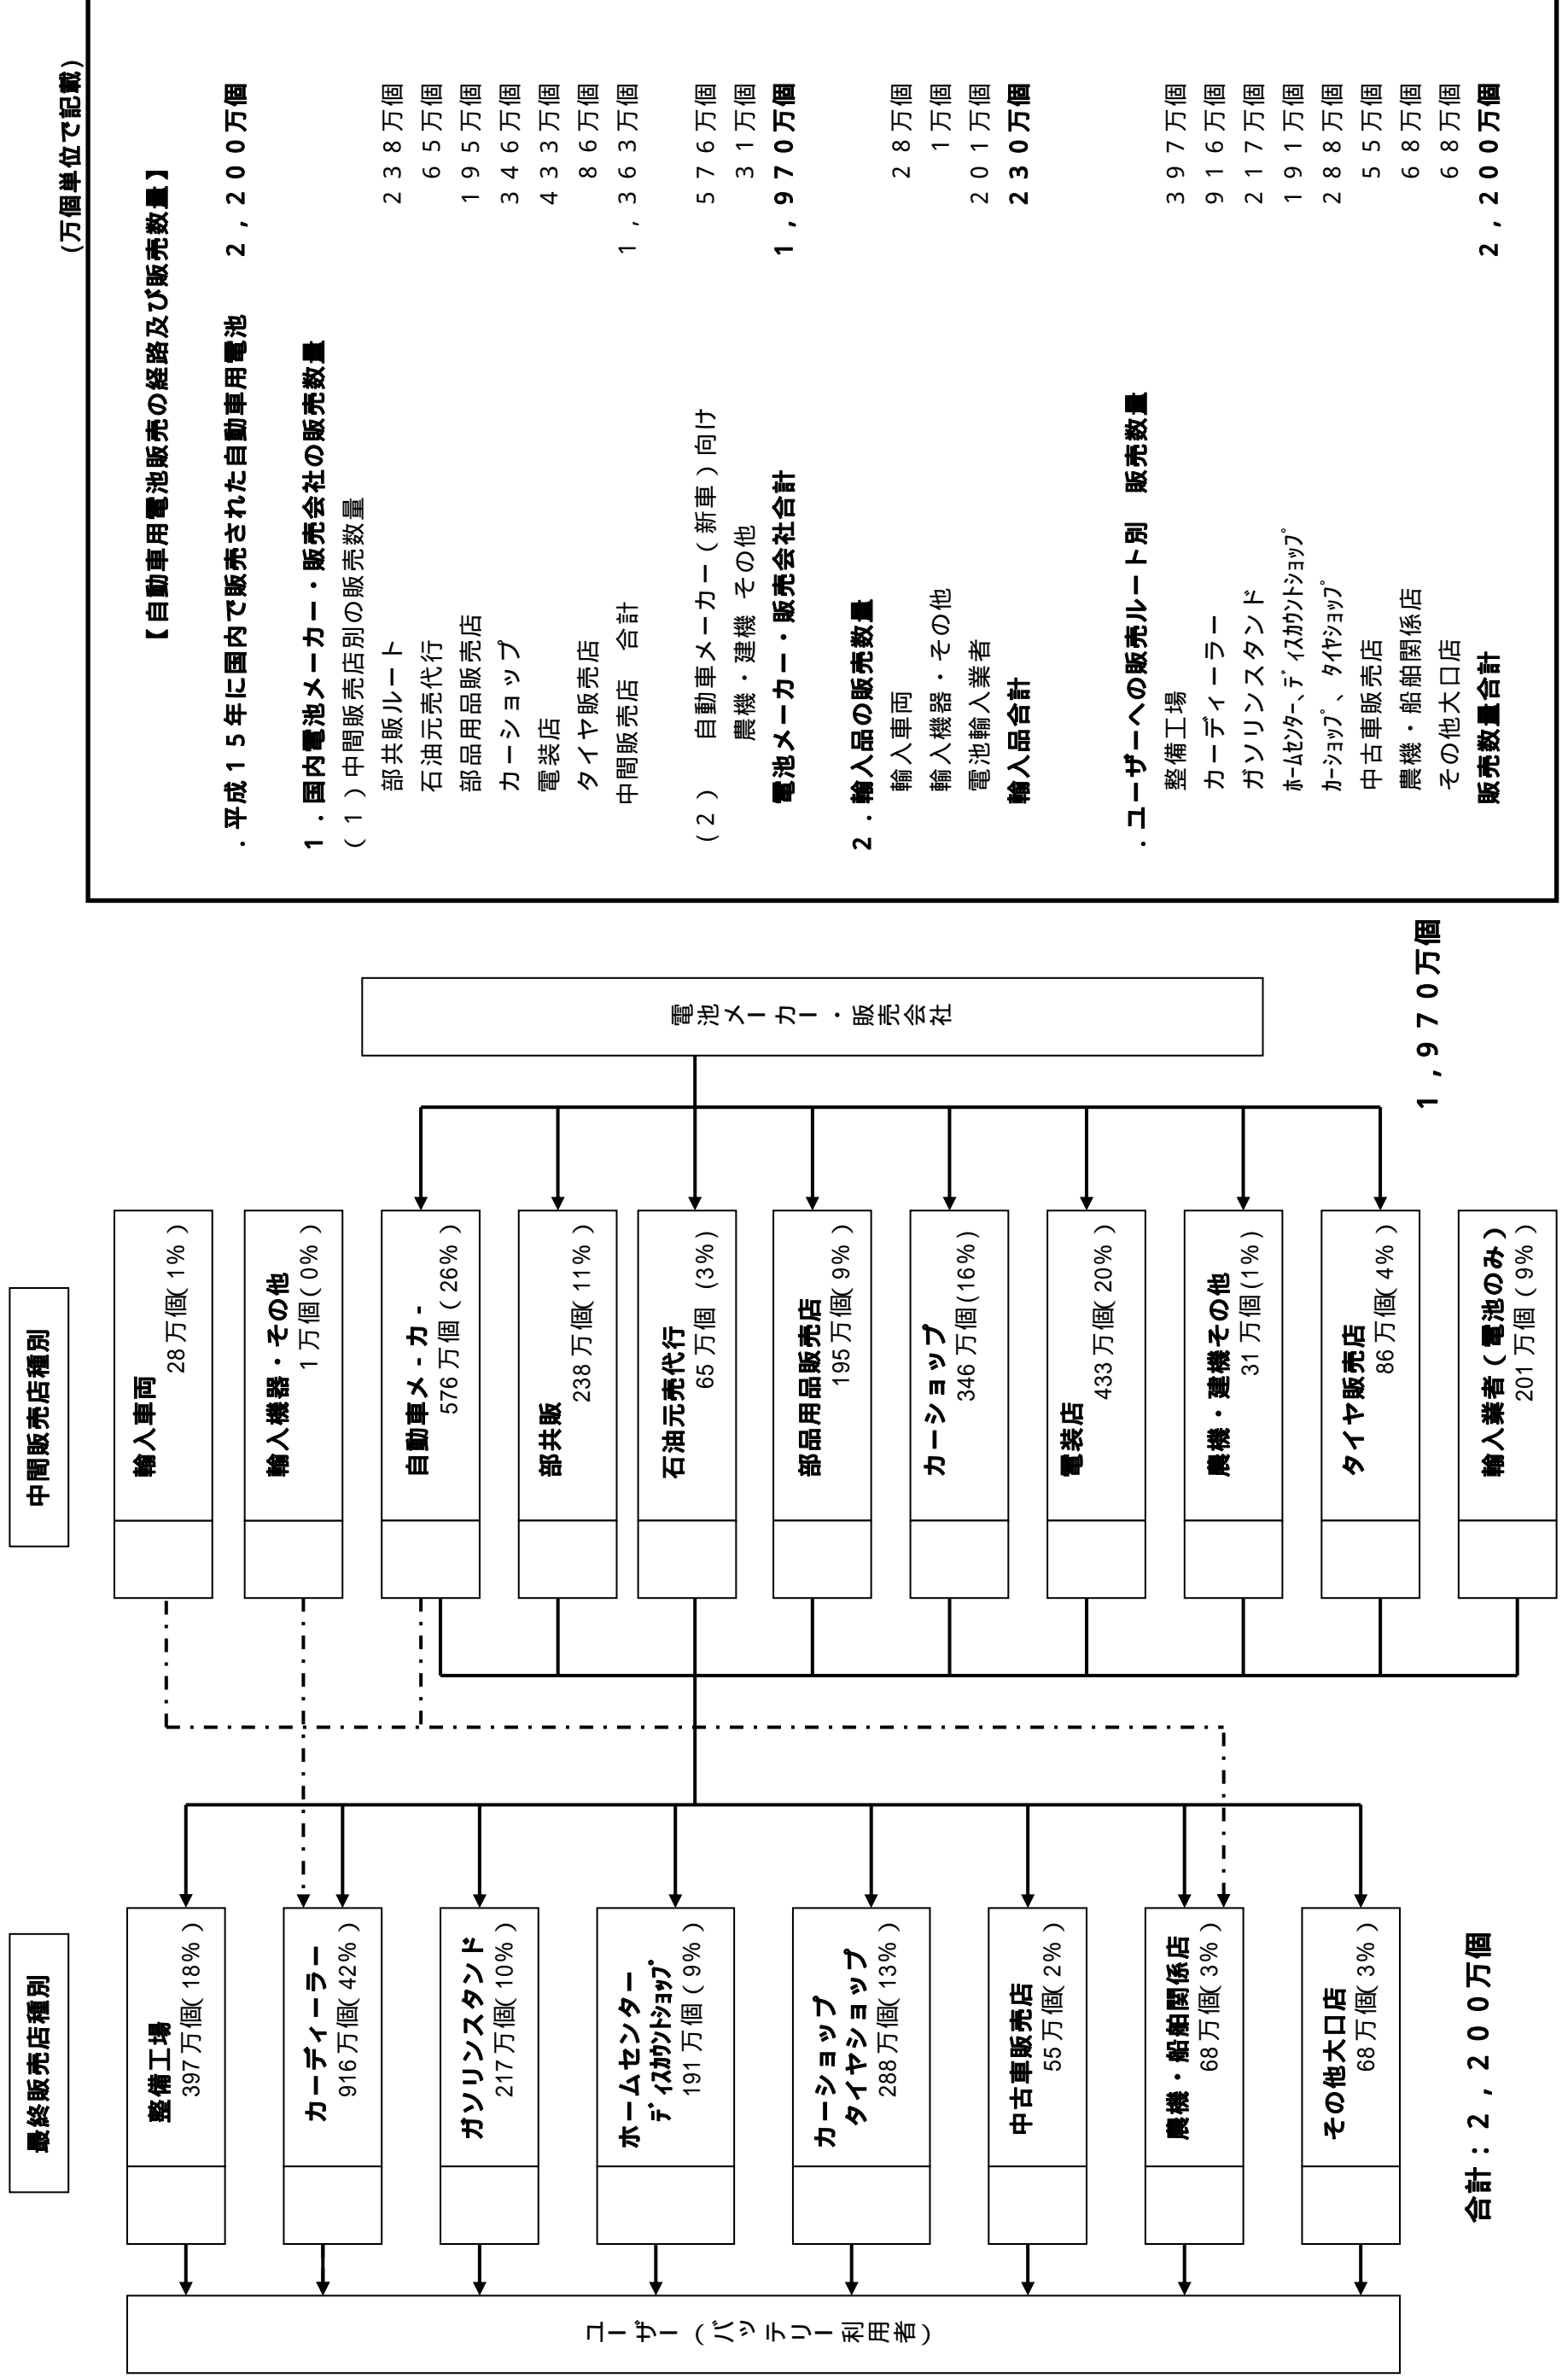 最終販売店種別
中間販売店種別
(万個単位で記載)
ユーザー(バッテリー利用者)
整備工場
397万個(18%)
カーディーラー
916万個(42%)
ガソリンスタンド
217万個(10%)
ホームセンター
ディスカウントショップ
191万個(9%)
カーショップ
タイヤショップ
288万個(13%)
中古車販売店
55万個(2%)
農機・船舶関係店
68万個(3%)
その他大口店
68万個(3%)
合計:2,200万個
輸入車両
28万個(1%)
輸入機器・その他
1万個(0%)
自動車メ-カ-
576万個(26%)
部共販
238万個(11%)
石油元売代行
65万個 (3%)
部品用品販売店
195万個(9%)
カーショップ
346万個(16%)
電装店
433万個(20%)
農機・建機その他
31万個(1%)
タイヤ販売店
86万個(4%)
輸入業者(電池のみ)
201万個(9%)
電池メーカー・販売会社
1,970万個
【自動車用電池販売の経路及び販売数量】
.平成15年に国内で販売された自動車用電池 2,200万個
1.国内電池メーカー・販売会社の販売数量
(1)中間販売店別の販売数量
部共販ルート 238万個
石油元売代行 65万個
部品用品販売店 195万個
カーショップ 346万個
電装店 433万個
タイヤ販売店 86万個
中間販売店 合計 1,363万個
(2) 自動車メーカー(新車)向け 576万個
農機・建機 その他 31万個
電池メーカー・販売会社合計 1,970万個
2.輸入品の販売数量
輸入車両 28万個
輸入機器・その他 1万個
電池輸入業者 201万個
輸入品合計 230万個
.ユーザーへの販売ルート別 販売数量
整備工場 397万個
カーディーラー 916万個
ガソリンスタンド 217万個
ﾎｰﾑｾﾝﾀｰ､ﾃﾞｨｽｶｳﾝﾄｼｮｯﾌﾟ 191万個
ｶｰｼｮｯﾌﾟ、ﾀｲﾔｼｮｯﾌﾟ 288万個
中古車販売店 55万個
農機・船舶関係店 68万個
その他大口店 68万個
販売数量合計 2,200万個